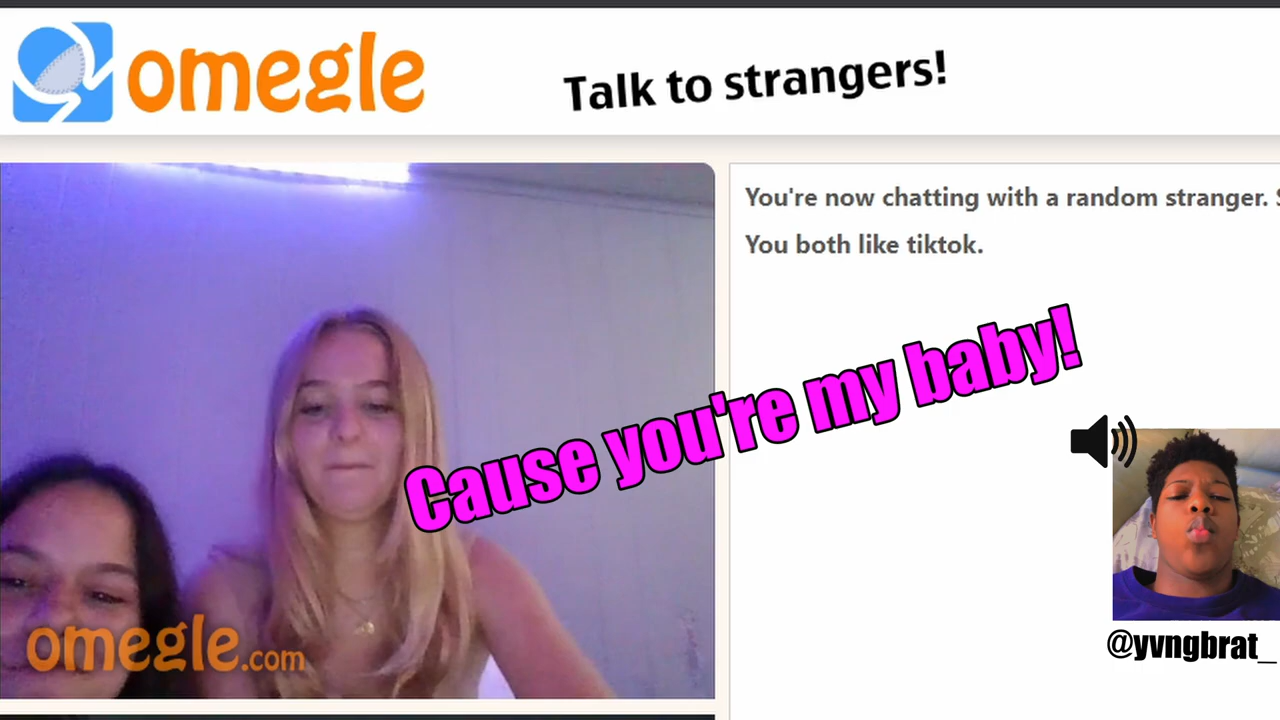 omegle
Talk to strangers!
You're now chatting with a random stranger.
You both like tiktok.
Cause you're my baby!
@yvngbrat_
omegle.com